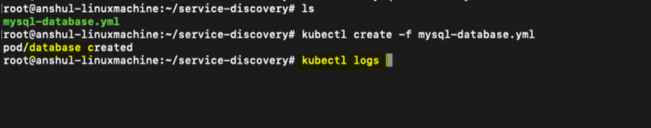 root@anshul-linuxmachine:~/service-discovery# ls
mysql-database.yml
root@anshul-linuxmachine:~/service-discovery# kubectl create -f mysql-database.yml
pod/database created
root@anshul-linuxmachine:~/service-discovery# kubectl logs